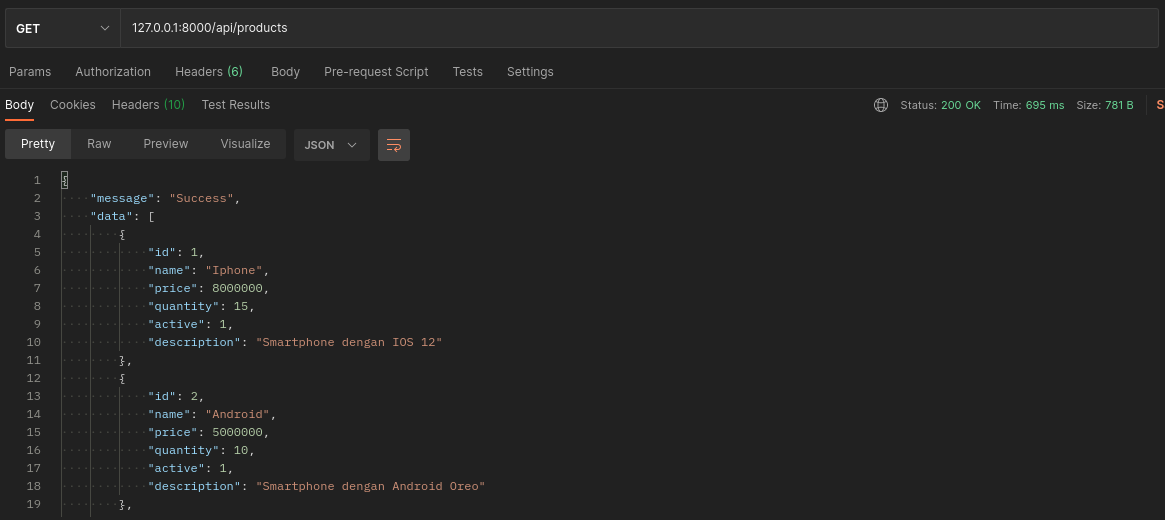 GET 127.0.0.1:8000/api/products
Params Authorization Headers (6) Body Pre-request Script Tests Settings
Body Cookies Headers (10) Test Results Status: 200 OK Time: 695 ms Size: 781 B S
Pretty Raw Preview Visualize JSON
1 {
2 "message": "Success",
3 "data": [
4 {
5 "id": 1,
6 "name": "Iphone",
7 "price": 8000000,
8 "quantity": 15,
9 "active": 1,
10 "description": "Smartphone dengan IOS 12"
11 },
12 {
13 "id": 2,
14 "name": "Android",
15 "price": 5000000,
16 "quantity": 10,
17 "active": 1,
18 "description": "Smartphone dengan Android Oreo"
19 },